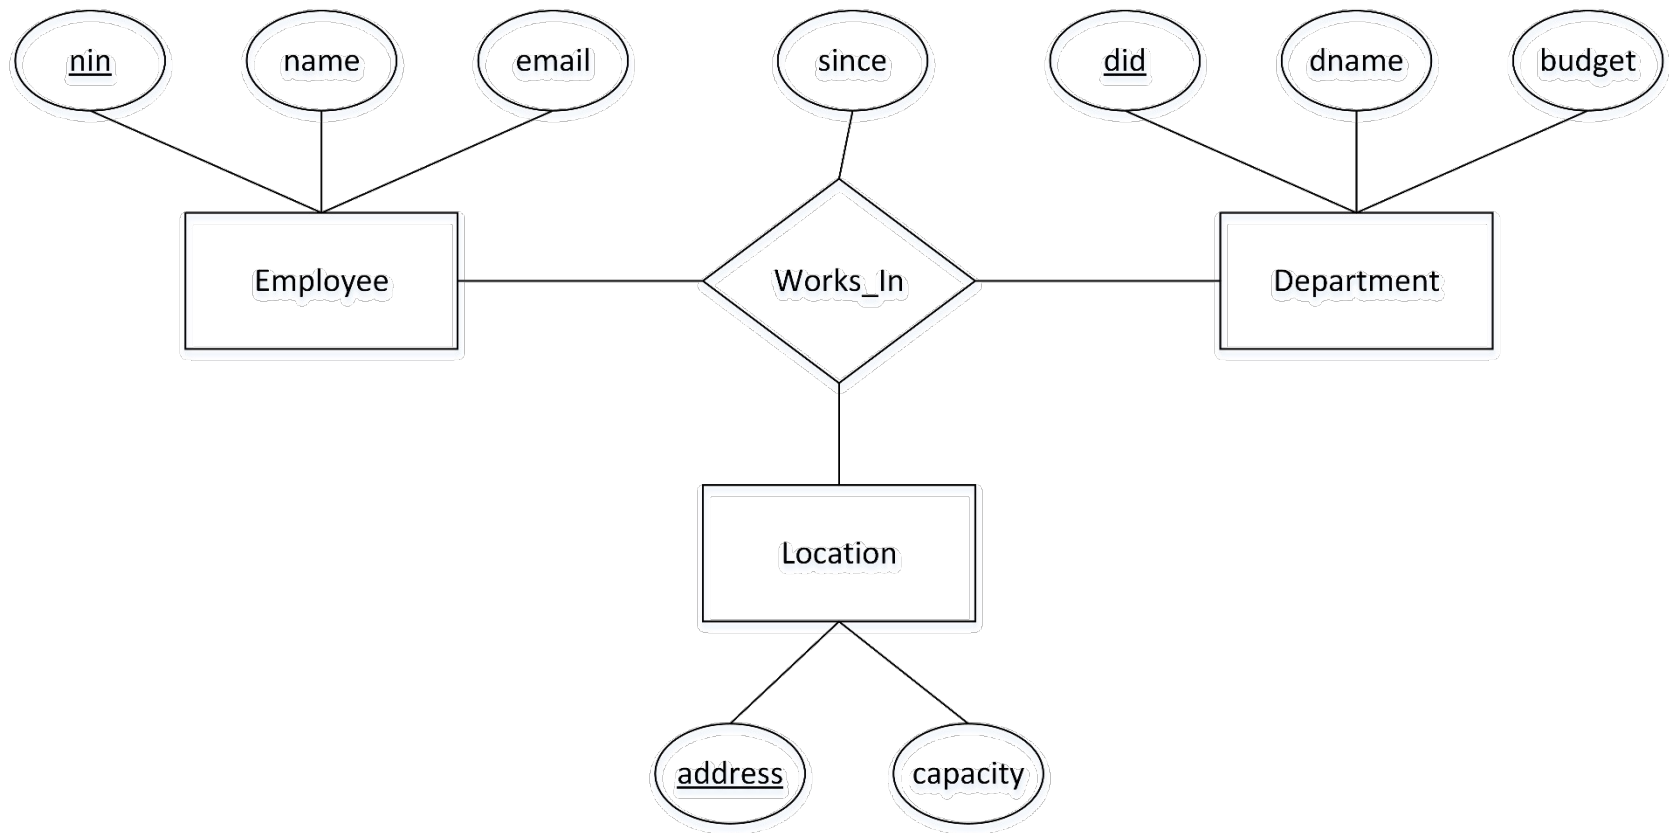 nin
name
email
since
did
dname
budget
Employee
Works_In
Department
Location
address
capacity